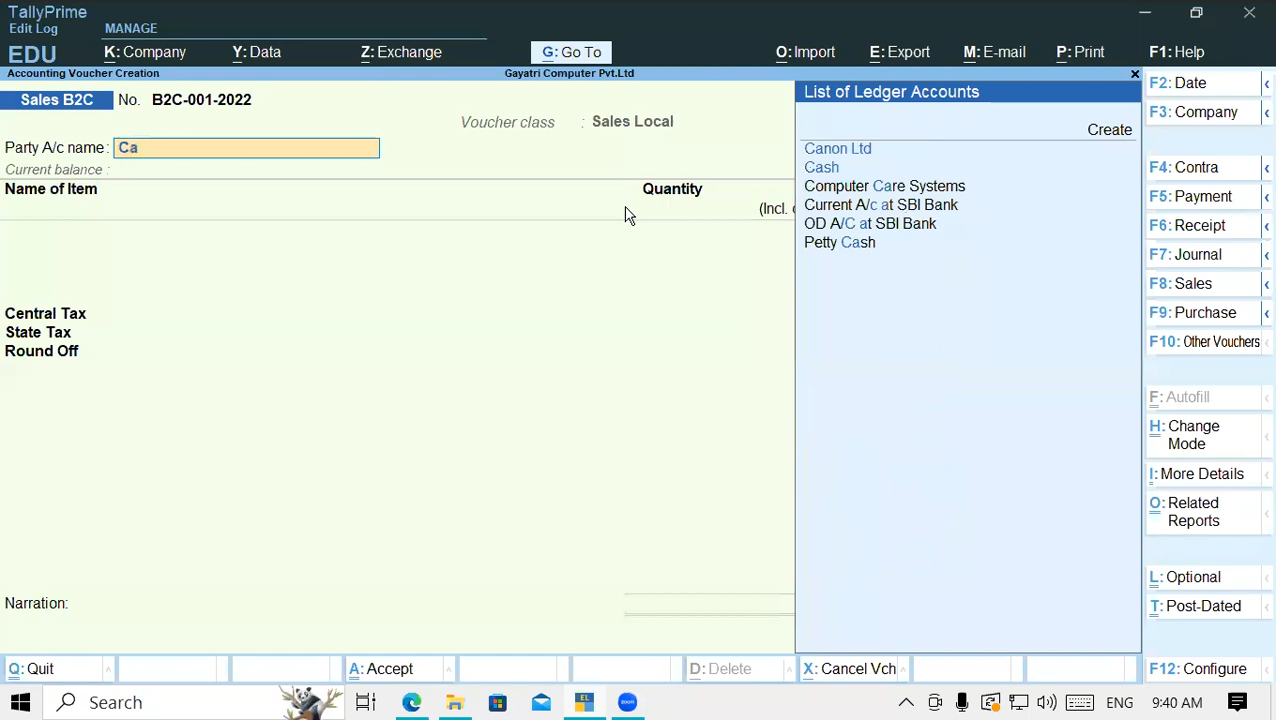 TallyPrime
Edit Log
MANAGE
EDU
K: Company
Y: Data
Z: Exchange
G: Go To
O: Import
E: Export
M: E-mail
P: Print
F1: Help
Accounting Voucher Creation
Gayatri Computer Pvt.Ltd
Sales B2C
No. B2C-001-2022
Voucher class : Sales Local
Party A/c name : Ca
Current balance :
Name of Item
Quantity
(Incl.
Central Tax
State Tax
Round Off
Narration:
List of Ledger Accounts
Create
Canon Ltd
Cash
Computer Care Systems
Current A/c at SBI Bank
OD A/C at SBI Bank
Petty Cash
F2: Date
F3: Company
F4: Contra
F5: Payment
F6: Receipt
F7: Journal
F8: Sales
F9: Purchase
F10: Other Vouchers
F: Autofill
H: Change
Mode
I: More Details
O: Related
Reports
L: Optional
T: Post-Dated
Q: Quit
A: Accept
D: Delete
X: Cancel Vch
F12: Configure
Search
EL
zoom
ENG
9:40 AM